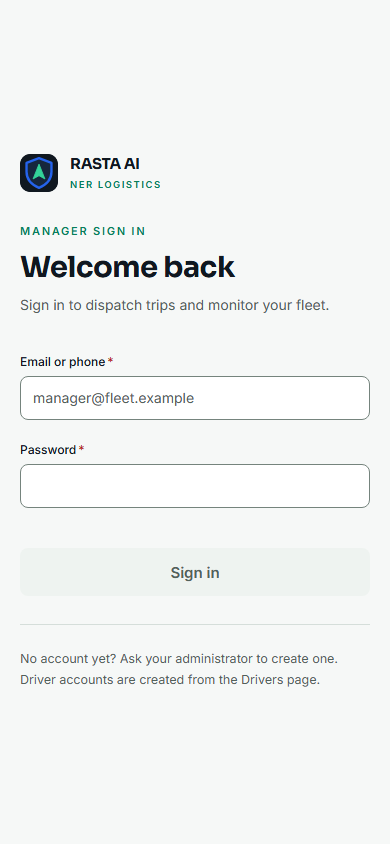 RASTA AI
NER LOGISTICS
MANAGER SIGN IN
Welcome back
Sign in to dispatch trips and monitor your fleet.
Email or phone *
manager@fleet.example
Password *
Sign in
No account yet? Ask your administrator to create one.
Driver accounts are created from the Drivers page.